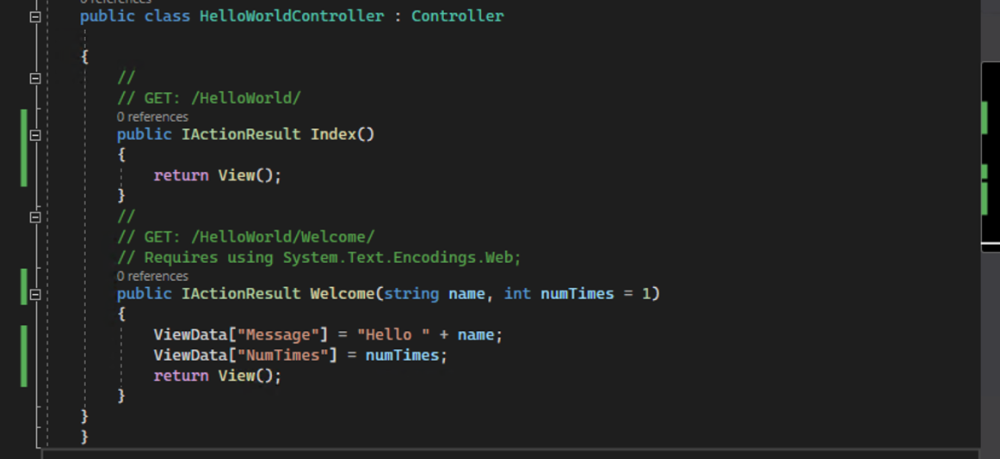 0 references
public class HelloWorldController : Controller
{
//
// GET: /HelloWorld/
0 references
public IActionResult Index()
{
return View();
}
//
// GET: /HelloWorld/Welcome/
// Requires using System.Text.Encodings.Web;
0 references
public IActionResult Welcome(string name, int numTimes = 1)
{
ViewData["Message"] = "Hello " + name;
ViewData["NumTimes"] = numTimes;
return View();
}
}
}